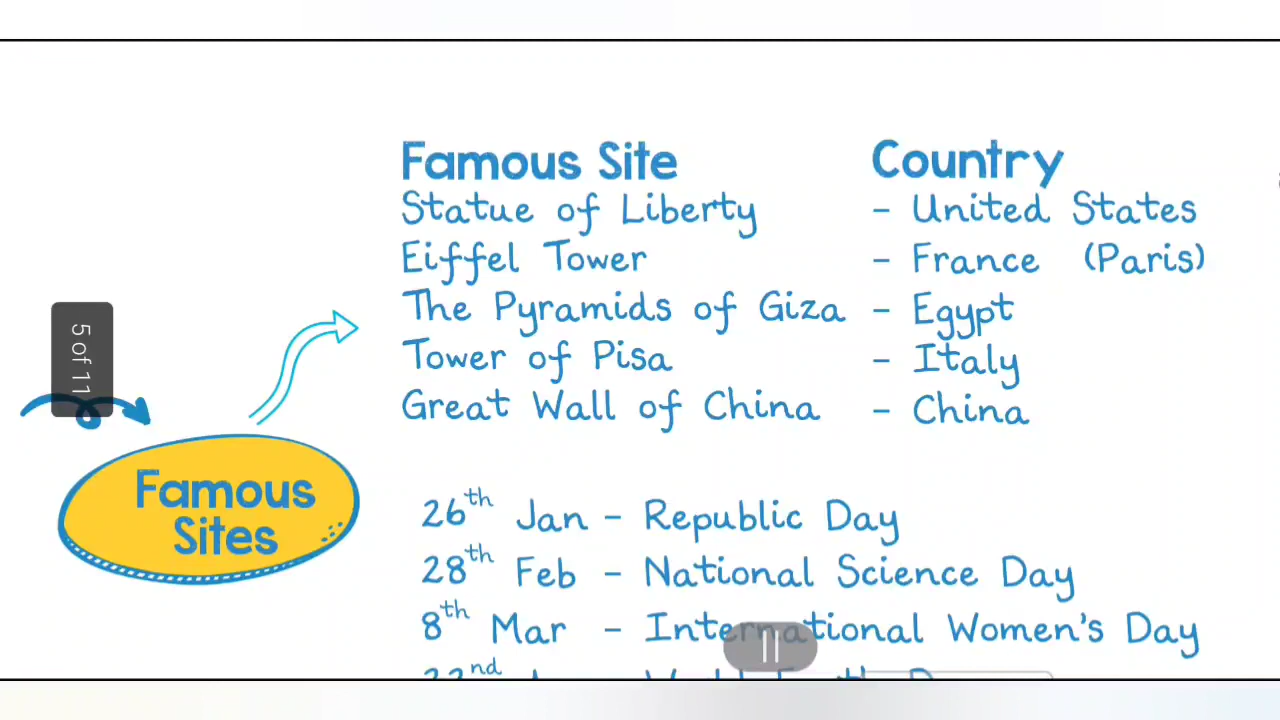 Famous Site Country
Statue of Liberty - United States
Eiffel Tower - France (Paris)
The Pyramids of Giza - Egypt
Tower of Pisa - Italy
Great Wall of China - China
5 of 11
Famous
Sites
26th Jan - Republic Day
28th Feb - National Science Day
8th Mar - International Women's Day